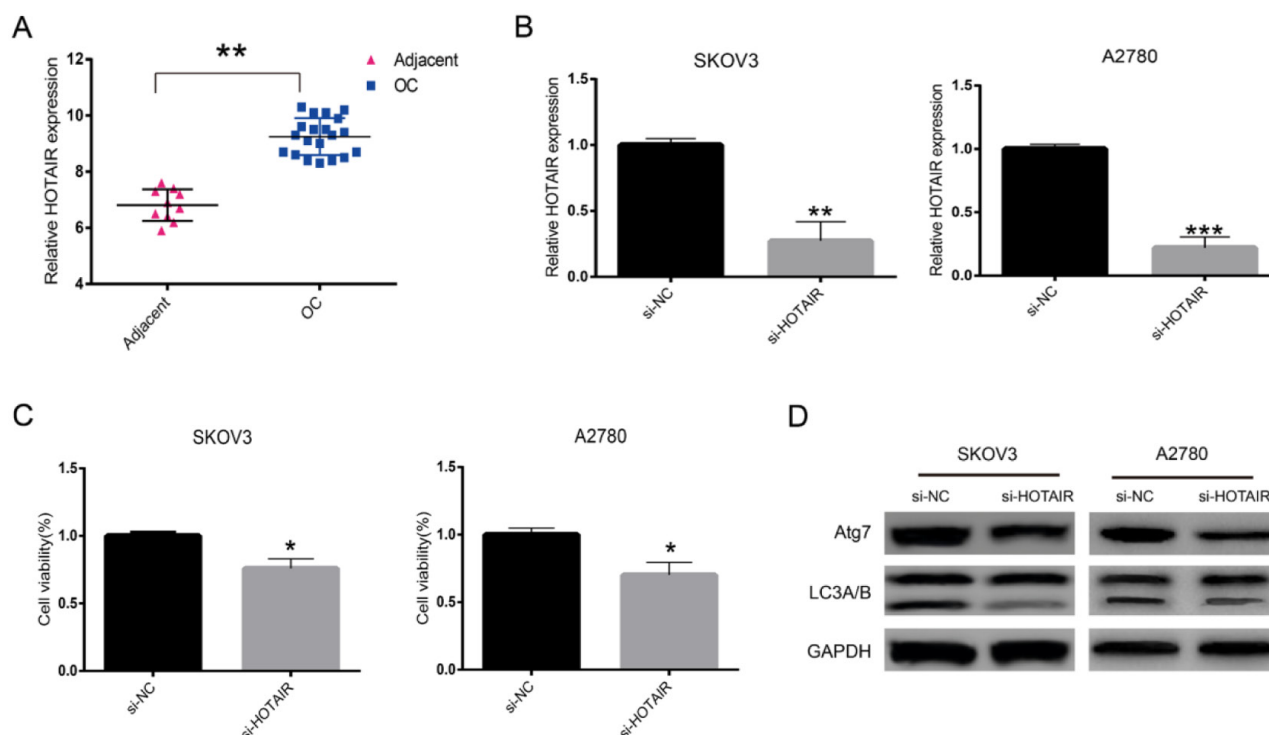 A
**
Adjacent
OC
Relative HOTAIR expression
12
10
8
6
4
Adjacent
OC
B
SKOV3
Relative HOTAIR expression
1.5
1.0
0.5
0.0
**
si-NC
si-HOTAIR
A2780
Relative HOTAIR expression
1.5
1.0
0.5
0.0
***
si-NC
si-HOTAIR
C
SKOV3
Cell viability(%)
1.5
1.0
0.5
0.0
*
si-NC
si-HOTAIR
A2780
Cell viability(%)
1.5
1.0
0.5
0.0
*
si-NC
si-HOTAIR
D
SKOV3 A2780
si-NC si-HOTAIR si-NC si-HOTAIR
Atg7
LC3A/B
GAPDH